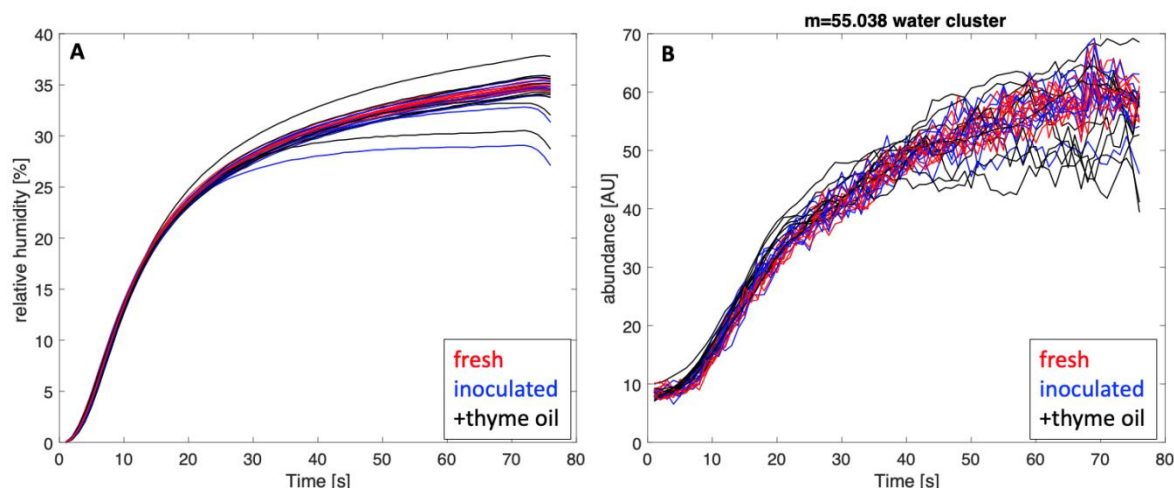 A
relative humidity [%]
40
35
30
25
20
15
10
5
0
0 10 20 30 40 50 60 70 80
Time [s]
fresh
inoculated
+thyme oil
m=55.038 water cluster
B
abundance [AU]
70
60
50
40
30
20
10
0
0 10 20 30 40 50 60 70 80
Time [s]
fresh
inoculated
+thyme oil